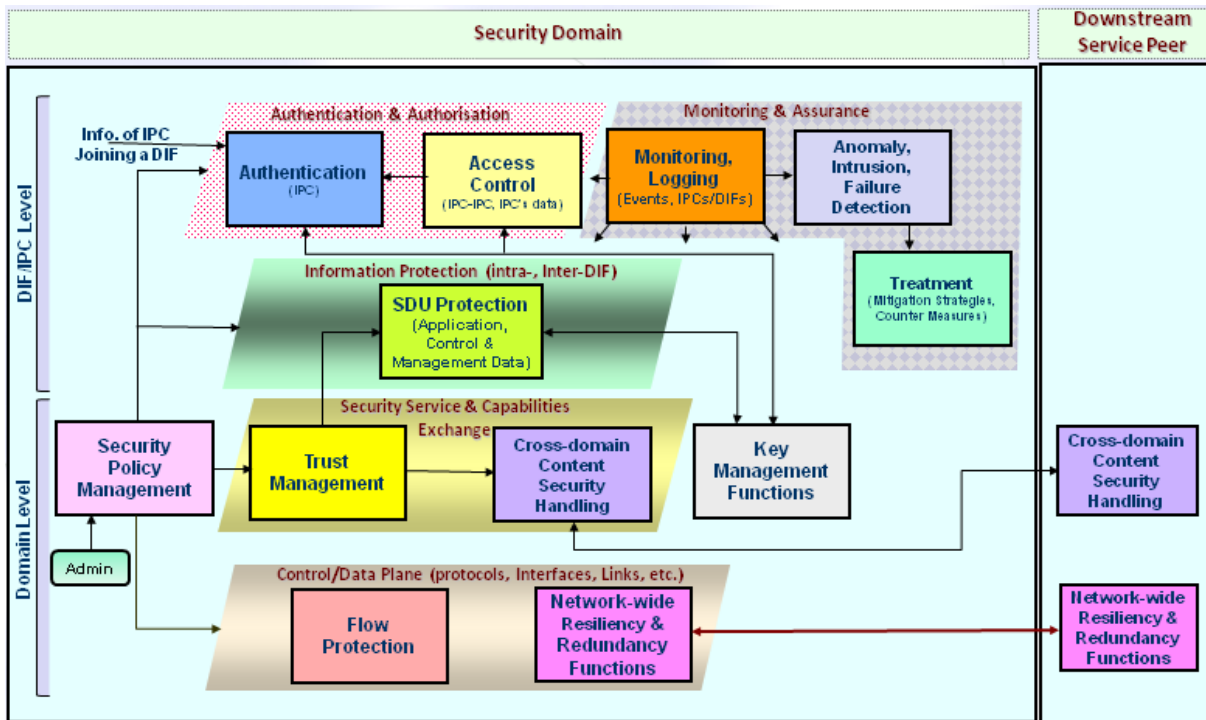 Security Domain
Downstream
Service Peer
DIF/IPC Level
Authentication & Authorisation
Monitoring & Assurance
Info. of IPC
Joining a DIF
Authentication
(IPC)
Access
Control
(IPC-IPC, IPC's data)
Monitoring,
Logging
(Events, IPCs/DIFs)
Anomaly,
Intrusion,
Failure
Detection
Treatment
(Mitigation Strategies,
Counter Measures)
Information Protection (intra-, Inter-DIF)
SDU Protection
(Application,
Control &
Management Data)
Domain Level
Security Service & Capabilities
Exchange
Security
Policy
Management
Trust
Management
Cross-domain
Content
Security
Handling
Key
Management
Functions
Cross-domain
Content
Security
Handling
Admin
Control/Data Plane (protocols, Interfaces, Links, etc.)
Flow
Protection
Network-wide
Resiliency &
Redundancy
Functions
Network-wide
Resiliency &
Redundancy
Functions